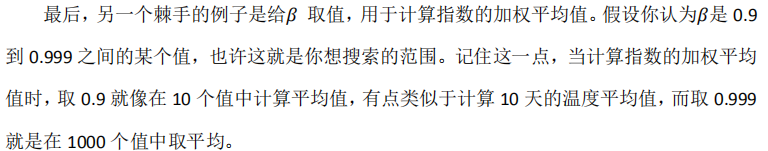 最后，另一个棘手的例子是给𝛽 取值，用于计算指数的加权平均值。假设你认为𝛽是 0.9
到 0.999 之间的某个值，也许这就是你想搜索的范围。记住这一点，当计算指数的加权平均
值时，取 0.9 就像在 10 个值中计算平均值，有点类似于计算 10 天的温度平均值，而取 0.999
就是在 1000 个值中取平均。